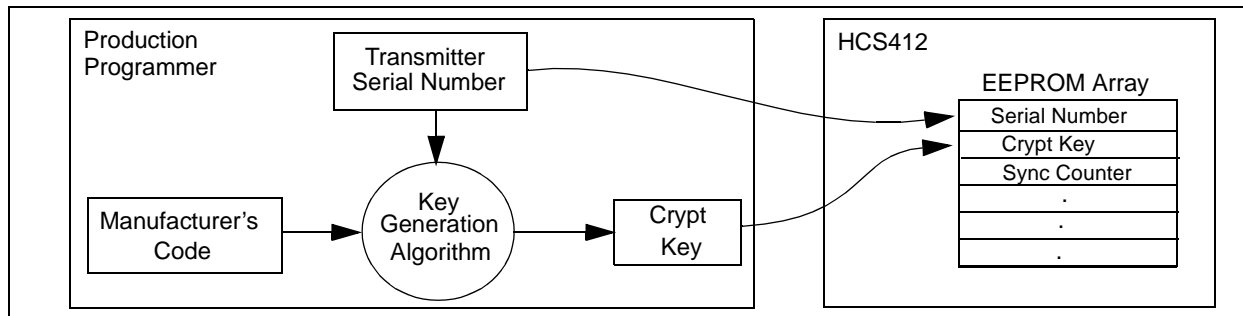 Production
Programmer
Transmitter
Serial Number
Manufacturer's
Code
Key
Generation
Algorithm
Crypt
Key
HCS412
EEPROM Array
Serial Number
Crypt Key
Sync Counter
.
.
.